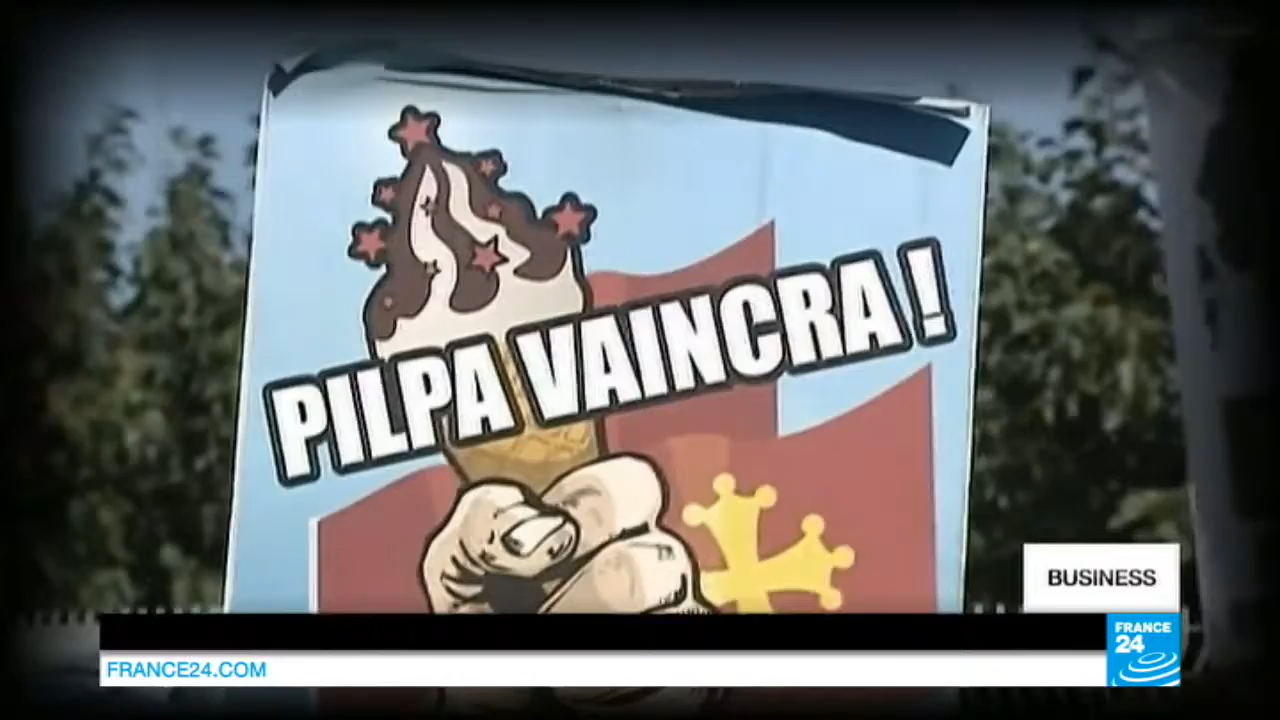 PILPA VAINCRA !
BUSINESS
FRANCE
24
FRANCE24.COM